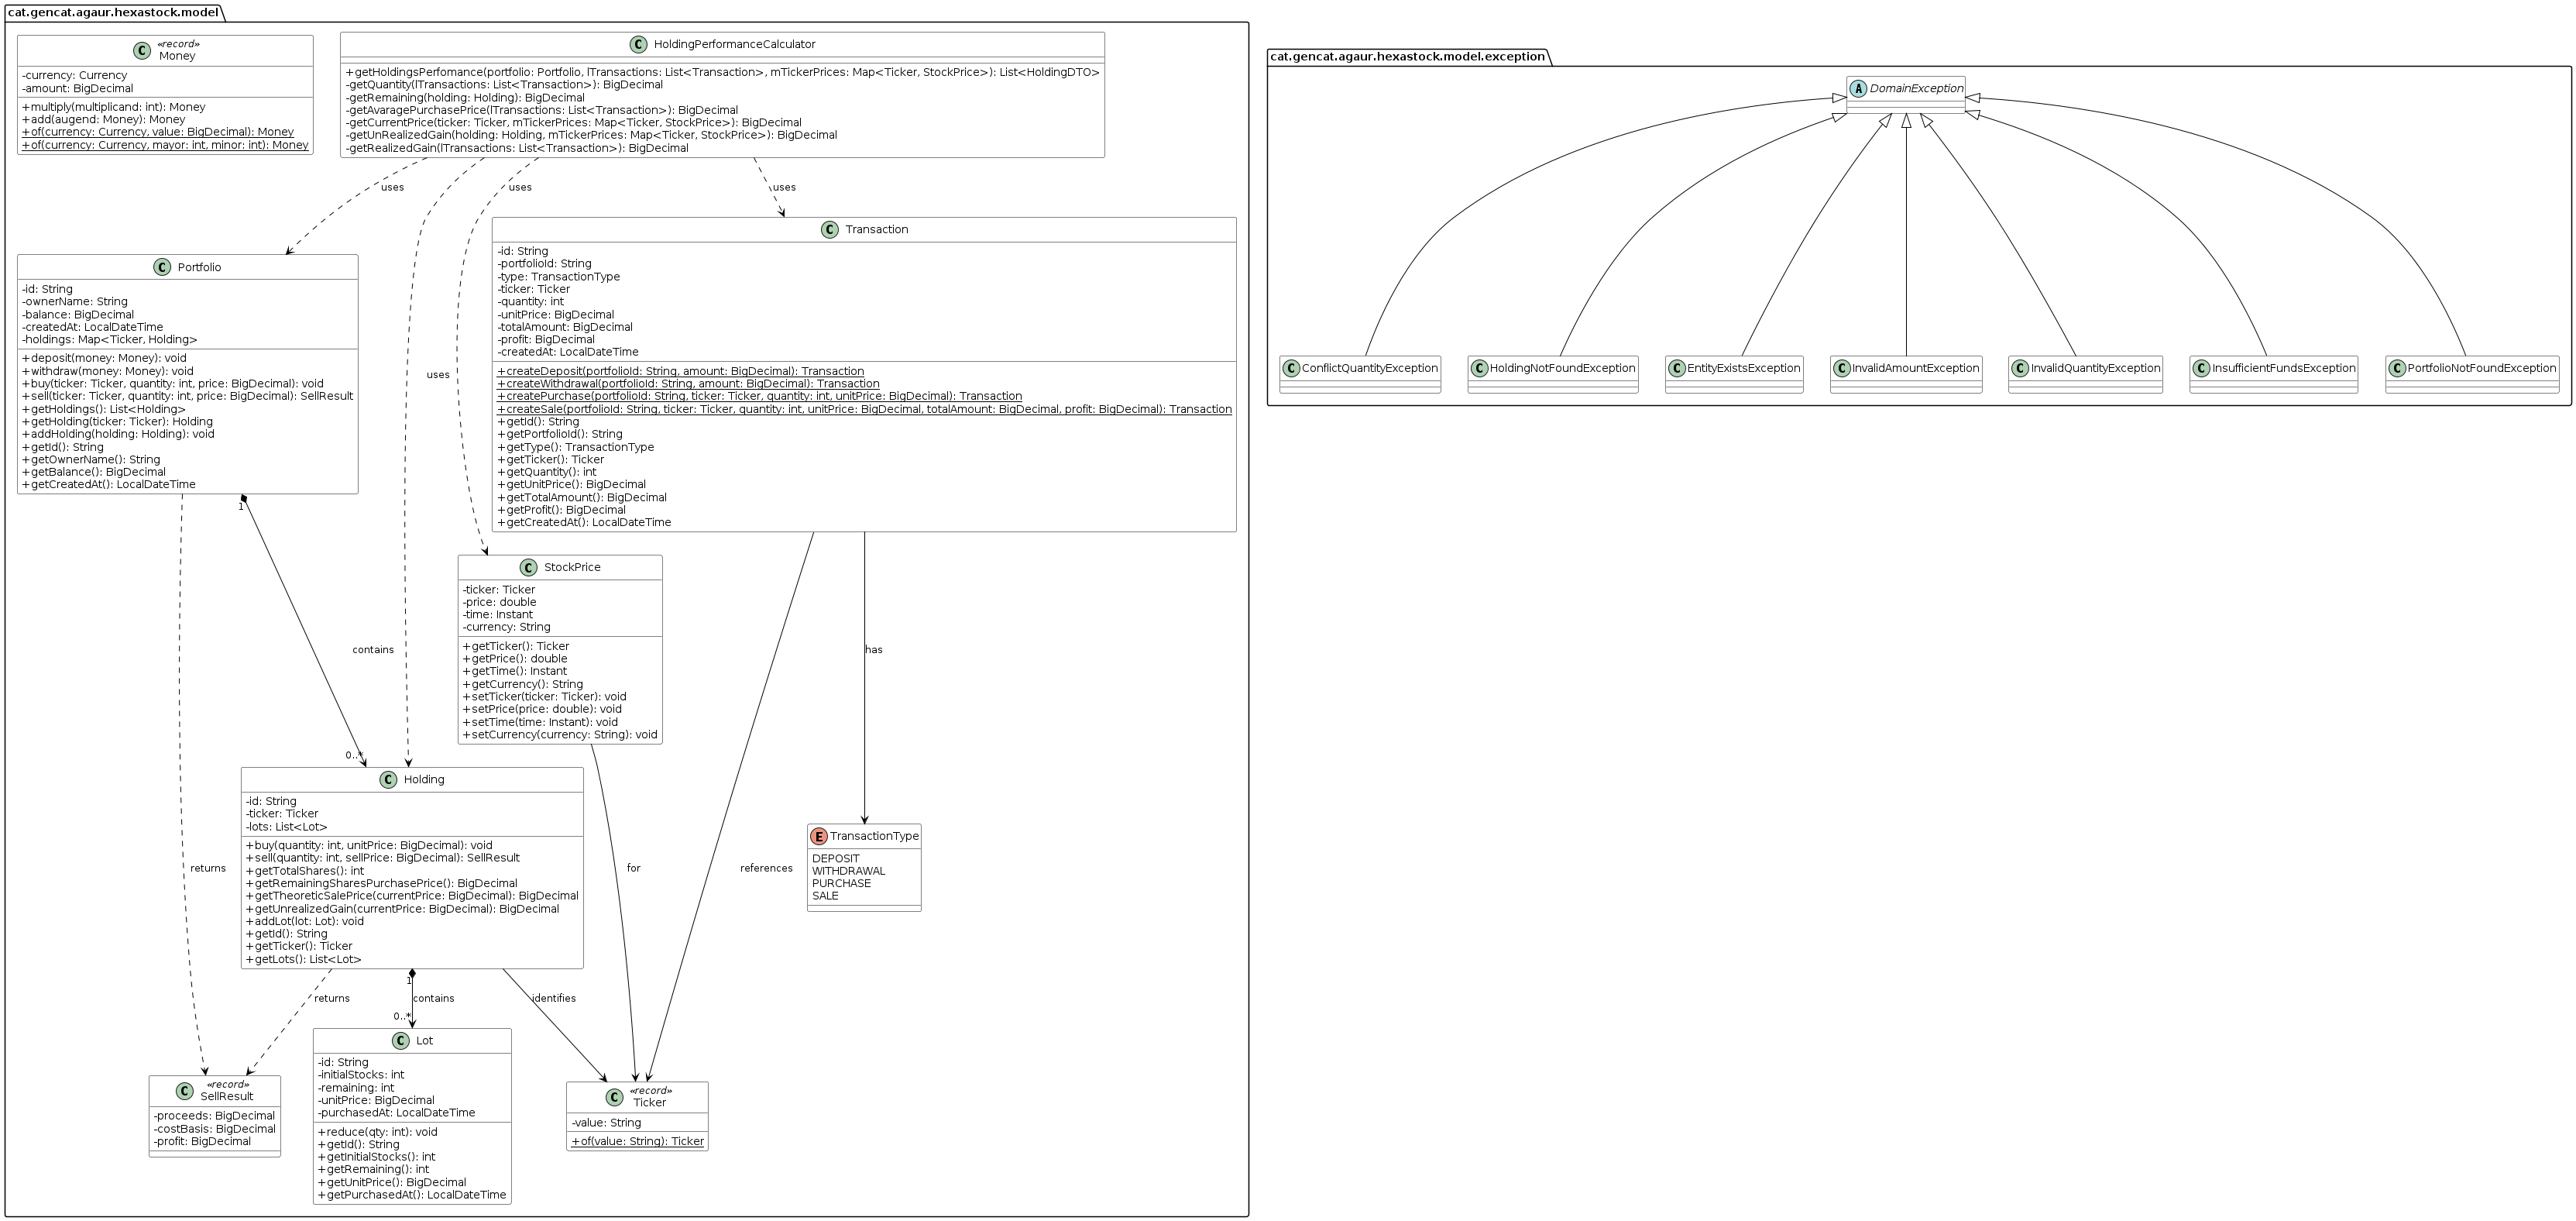 cat.gencat.agaur.hexastock.model
«record»
Money
-currency: Currency
-amount: BigDecimal
+multiply(multiplicand: int): Money
+add(augend: Money): Money
+of(currency: Currency, value: BigDecimal): Money
+of(currency: Currency, mayor: int, minor: int): Money
HoldingPerformanceCalculator
+getHoldingsPerfomance(portfolio: Portfolio, lTransactions: List<Transaction>, mTickerPrices: Map<Ticker, StockPrice>): List<HoldingDTO>
-getQuantity(lTransactions: List<Transaction>): BigDecimal
-getRemaining(holding: Holding): BigDecimal
-getAvaragePurchasePrice(lTransactions: List<Transaction>): BigDecimal
-getCurrentPrice(ticker: Ticker, mTickerPrices: Map<Ticker, StockPrice>): BigDecimal
-getUnRealizedGain(holding: Holding, mTickerPrices: Map<Ticker, StockPrice>): BigDecimal
-getRealizedGain(lTransactions: List<Transaction>): BigDecimal
uses
uses
uses
uses
Portfolio
-id: String
-ownerName: String
-balance: BigDecimal
-createdAt: LocalDateTime
-holdings: Map<Ticker, Holding>
+deposit(money: Money): void
+withdraw(money: Money): void
+buy(ticker: Ticker, quantity: int, price: BigDecimal): void
+sell(ticker: Ticker, quantity: int, price: BigDecimal): SellResult
+getHoldings(): List<Holding>
+getHolding(ticker: Ticker): Holding
+addHolding(holding: Holding): void
+getId(): String
+getOwnerName(): String
+getBalance(): BigDecimal
+getCreatedAt(): LocalDateTime
Transaction
-id: String
-portfolioId: String
-type: TransactionType
-ticker: Ticker
-quantity: int
-unitPrice: BigDecimal
-totalAmount: BigDecimal
-profit: BigDecimal
-createdAt: LocalDateTime
+createDeposit(portfolioId: String, amount: BigDecimal): Transaction
+createWithdrawal(portfolioId: String, amount: BigDecimal): Transaction
+createPurchase(portfolioId: String, ticker: Ticker, quantity: int, unitPrice: BigDecimal): Transaction
+createSale(portfolioId: String, ticker: Ticker, quantity: int, unitPrice: BigDecimal, totalAmount: BigDecimal, profit: BigDecimal): Transaction
+getId(): String
+getPortfolioId(): String
+getType(): TransactionType
+getTicker(): Ticker
+getQuantity(): int
+getUnitPrice(): BigDecimal
+getTotalAmount(): BigDecimal
+getProfit(): BigDecimal
+getCreatedAt(): LocalDateTime
1
StockPrice
-ticker: Ticker
-price: double
-time: Instant
-currency: String
+getTicker(): Ticker
+getPrice(): double
+getTime(): Instant
+getCurrency(): String
+setTicker(ticker: Ticker): void
+setPrice(price: double): void
+setTime(time: Instant): void
+setCurrency(currency: String): void
contains
has
0..*
Holding
-id: String
-ticker: Ticker
-lots: List<Lot>
+buy(quantity: int, unitPrice: BigDecimal): void
+sell(quantity: int, sellPrice: BigDecimal): SellResult
+getTotalShares(): int
+getRemainingSharesPurchasePrice(): BigDecimal
+getTheoreticSalePrice(currentPrice: BigDecimal): BigDecimal
+getUnrealizedGain(currentPrice: BigDecimal): BigDecimal
+addLot(lot: Lot): void
+getId(): String
+getTicker(): Ticker
+getLots(): List<Lot>
TransactionType
DEPOSIT
WITHDRAWAL
PURCHASE
SALE
returns
for
references
1
returns
contains
identifies
0..*
«record»
SellResult
-proceeds: BigDecimal
-costBasis: BigDecimal
-profit: BigDecimal
Lot
-id: String
-initialStocks: int
-remaining: int
-unitPrice: BigDecimal
-purchasedAt: LocalDateTime
+reduce(qty: int): void
+getId(): String
+getInitialStocks(): int
+getRemaining(): int
+getUnitPrice(): BigDecimal
+getPurchasedAt(): LocalDateTime
«record»
Ticker
-value: String
+of(value: String): Ticker
cat.gencat.agaur.hexastock.model.exception
DomainException
ConflictQuantityException
HoldingNotFoundException
EntityExistsException
InvalidAmountException
InvalidQuantityException
InsufficientFundsException
PortfolioNotFoundException